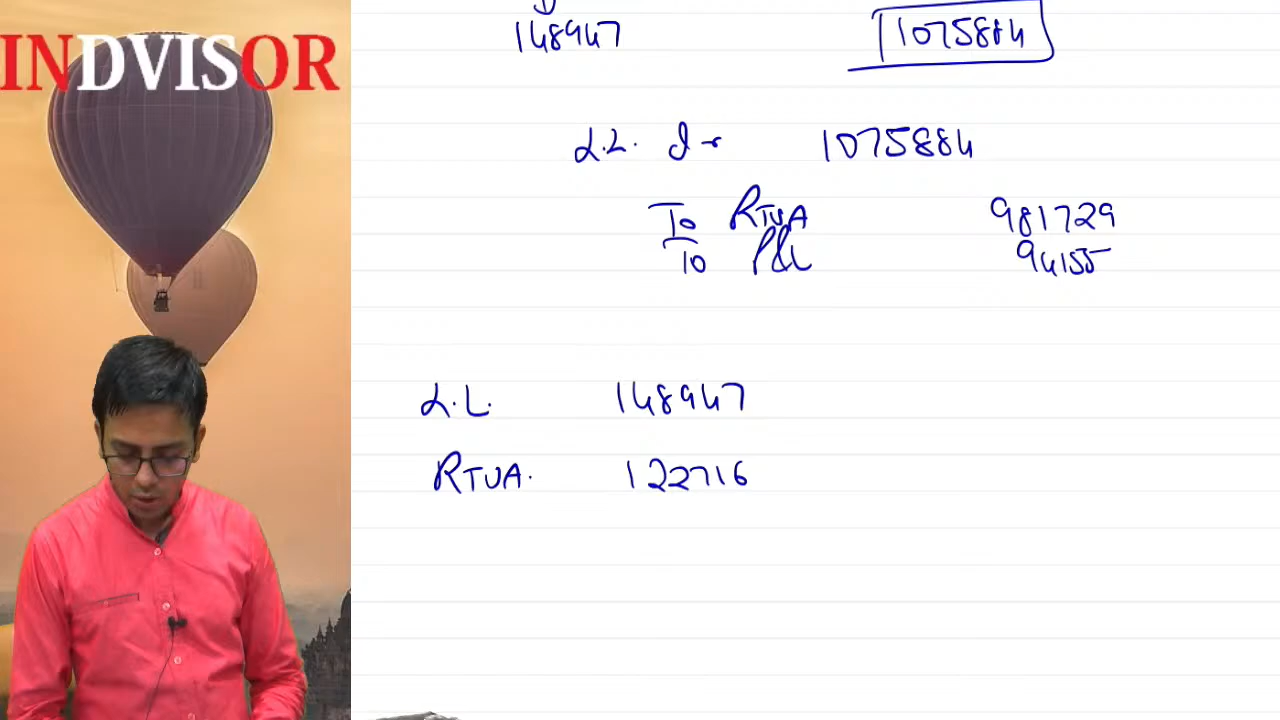 INDVISOR
148947 1075884
L.L. Dr 1075884
To RTUA 981729
To P&L 94155
L.L. 148947
RTUA. 122716